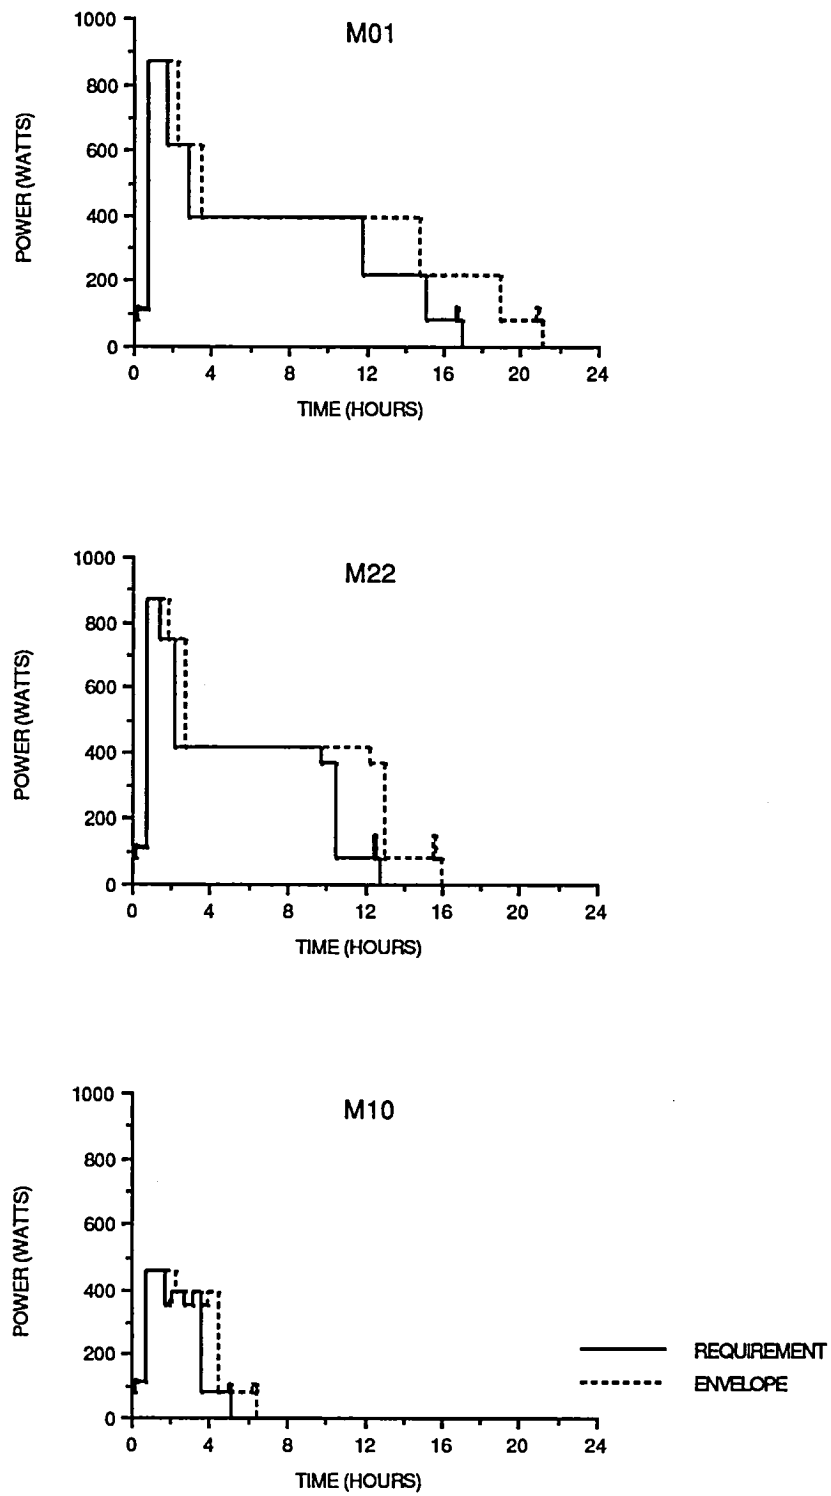 M01
1000
800
600
400
200
0
POWER (WATTS)
0 4 8 12 16 20 24
TIME (HOURS)
M22
1000
800
600
400
200
0
POWER (WATTS)
0 4 8 12 16 20 24
TIME (HOURS)
M10
1000
800
600
400
200
0
POWER (WATTS)
0 4 8 12 16 20 24
TIME (HOURS)
REQUIREMENT
ENVELOPE